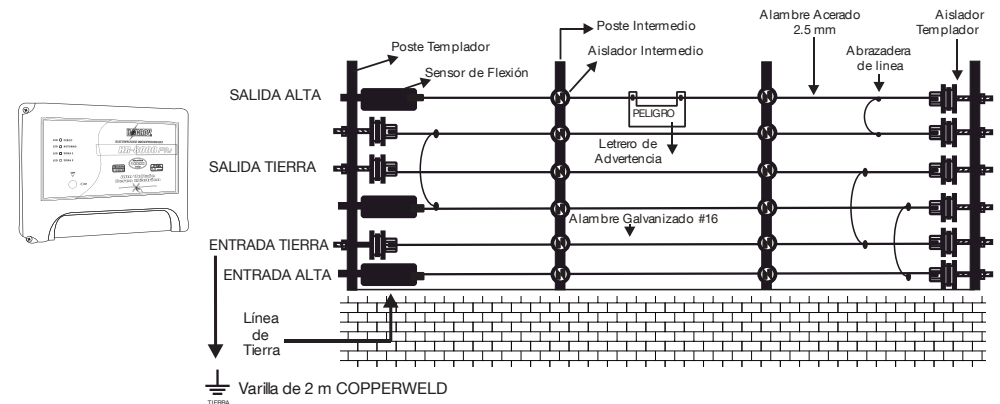 Poste Templador
Sensor de Flexión
Poste Intermedio
Aislador Intermedio
Alambre Acerado
2.5 mm
Abrazadera
de linea
Aislador
Templador
SALIDA ALTA
PELIGRO
Letrero de
Advertencia
SALIDA TIERRA
Alambre Galvanizado #16
ENTRADA TIERRA
ENTRADA ALTA
Línea
de
Tierra
Varilla de 2 m COPPERWELD
TIERRA